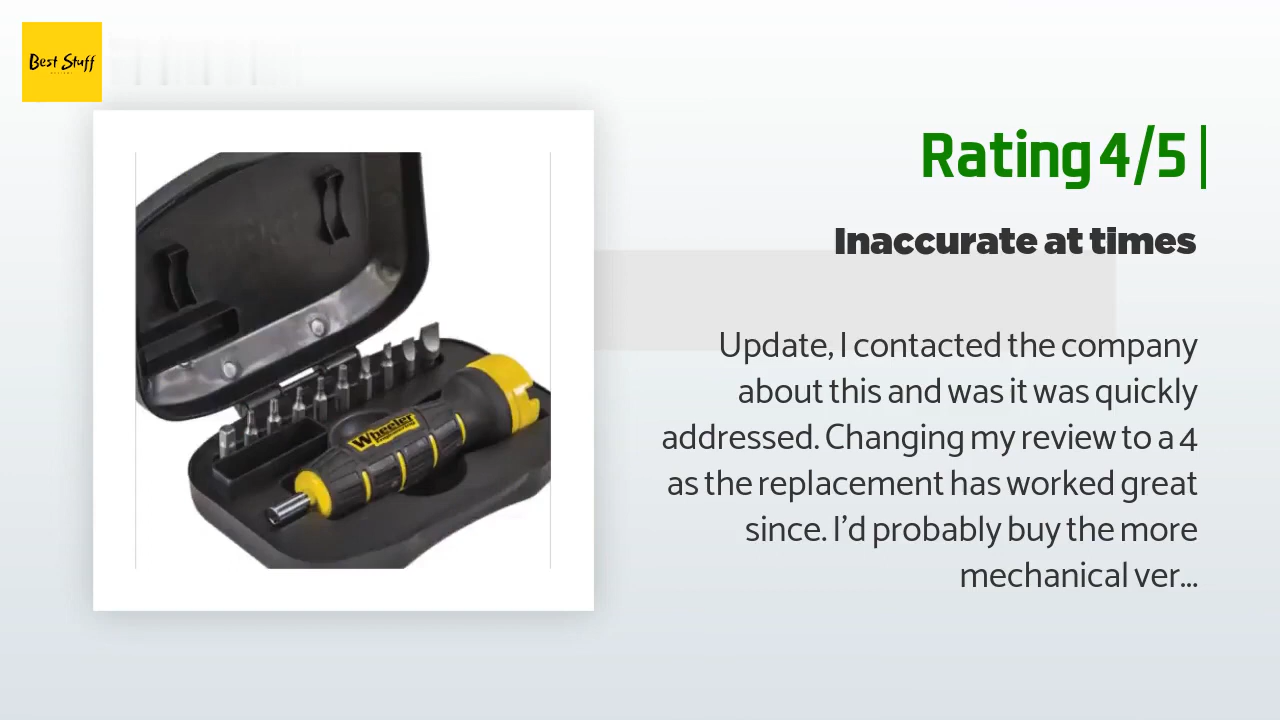 Best Stuff
Rating 4/5 |
Inaccurate at times
Update, I contacted the company
about this and was it was quickly
addressed. Changing my review to a 4
as the replacement has worked great
since. I’d probably buy the more
mechanical ver...
Wheeler
Engineering